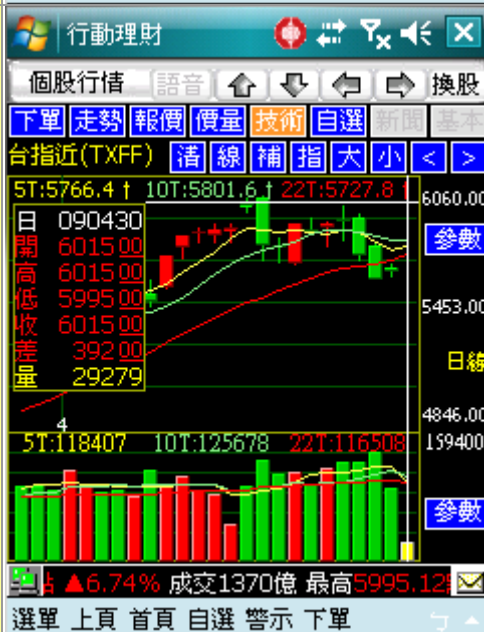 行動理財
個股行情 語音 換股
下單 走勢 報價 價量 技術 自選 新聞 基本
台指近(TXFF) 清 線 補 指 大 小 < >
5T:5766.4↑ 10T:5801.6↑ 22T:5727.8↑
6060.00
日 090430
開 6015 00
高 6015 00
低 5995 00
收 6015 00
差 392 00
量 29279
參數
5453.00
日線
4846.00
4
5T:118407 10T:125678 22T:116508
159400
參數
▲6.74% 成交1370億 最高5995.12
選單 上頁 首頁 自選 警示 下單 ㄅ